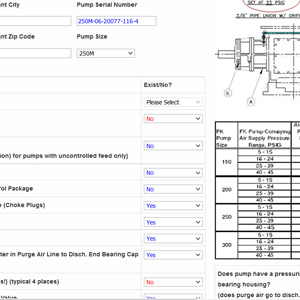 nt City
Pump Serial Number
250M-06-20077-116-4
nt Zip Code
Pump Size
250M
Exist/No?
Please Select
No
No
ion) for pumps with uncontrolled feed only)
No
rol Package
No
e (Choke Plugs)
Yes
Yes
Yes
ter in Purge Air Line to Disch. End Bearing Cap
Yes
s!) (typical 4 places)
No
Valve
Yes
SET AT 25 PSIG
3/8" PIPE UNION W/ ORIF
B
A
FK Pump Size
FK Pump Conveying Air Supply Pressure Range, PSIG
150
5 - 15
16 - 24
25 - 39
40 - 45
200
5 - 15
16 - 24
25 - 39
40 - 45
250
5 - 15
16 - 24
25 - 39
40 - 45
300
5 - 15
16 - 24
25 - 39
40 - 45
Does pump have a pressuri
bearing housing?
(does purge air go to disch.